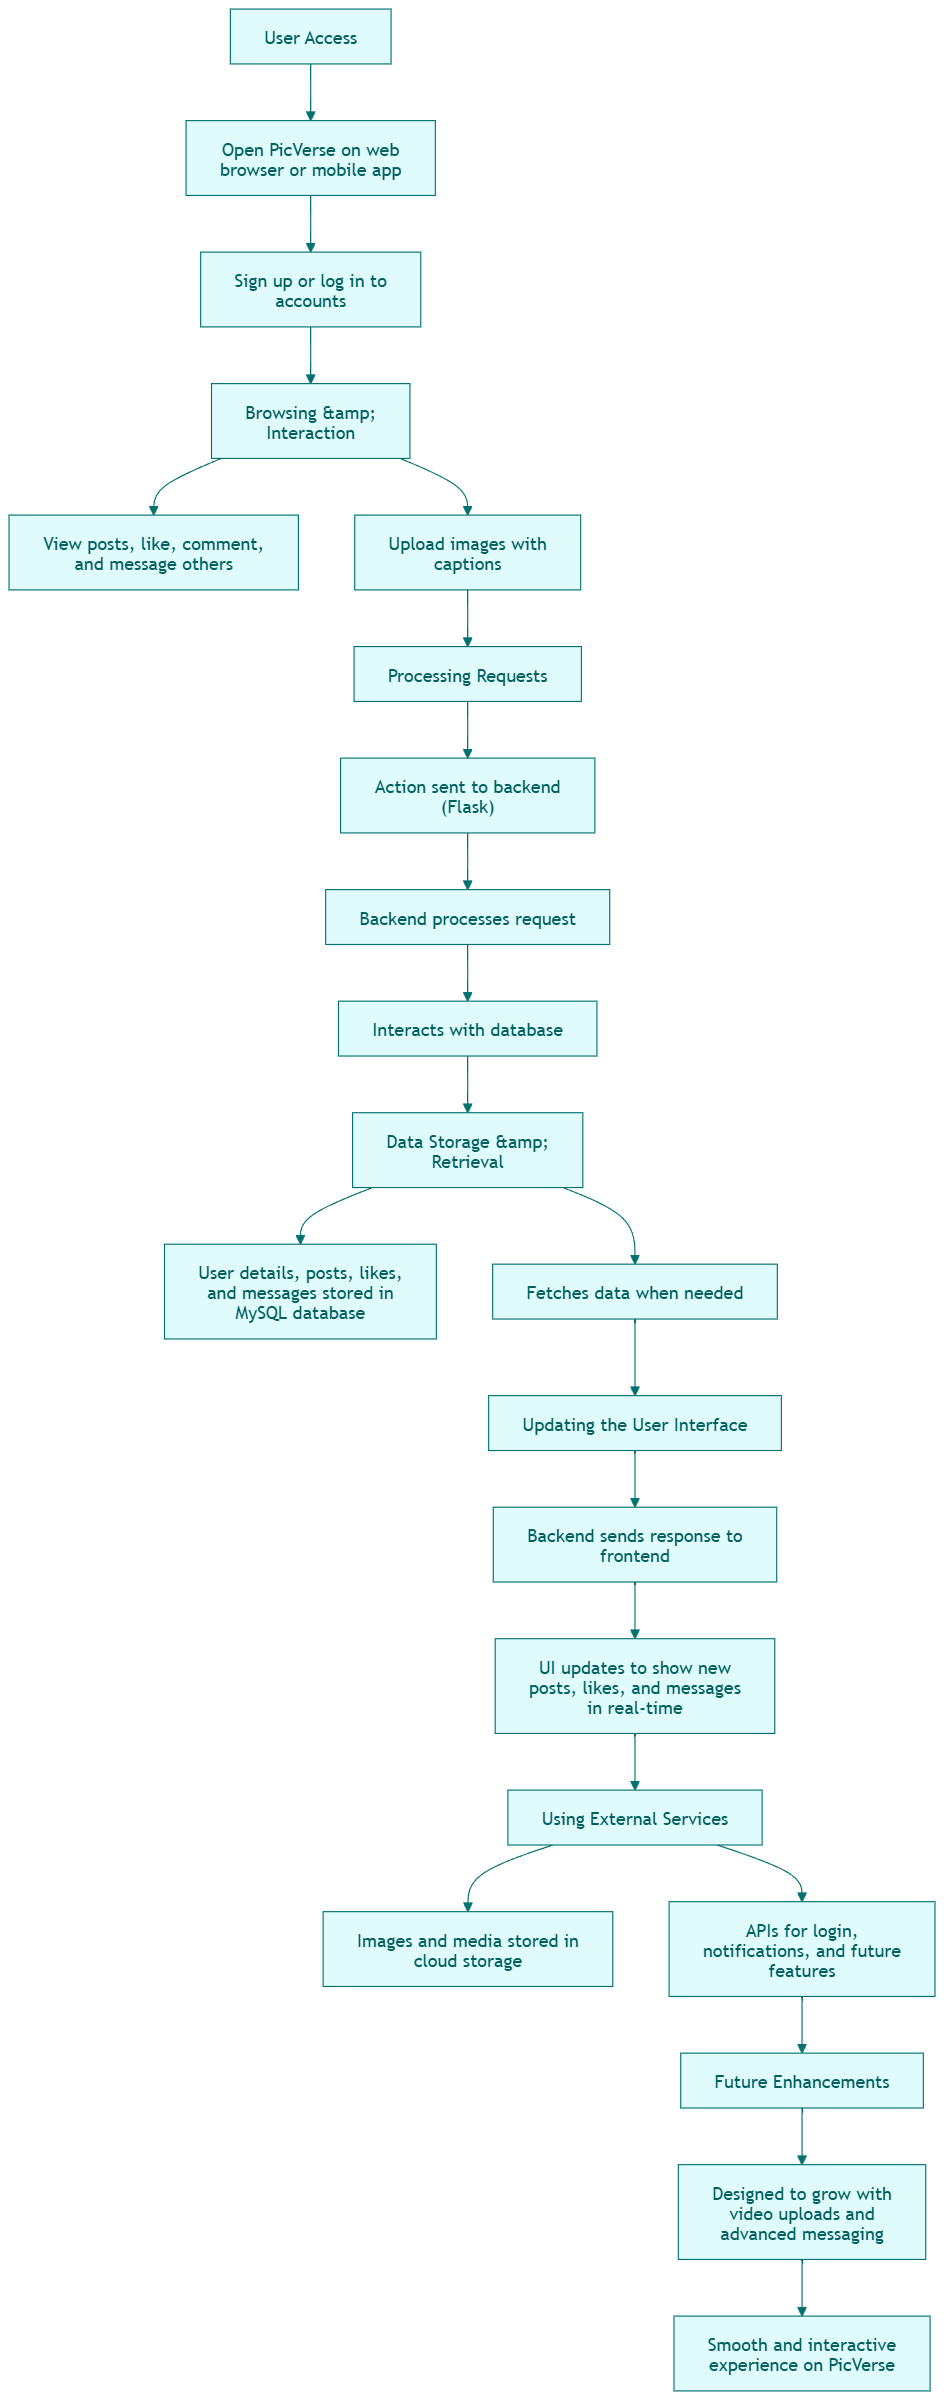 User Access
Open PicVerse on web
browser or mobile app
Sign up or log in to
accounts
Browsing &amp;
Interaction
View posts, like, comment,
and message others
Upload images with
captions
Processing Requests
Action sent to backend
(Flask)
Backend processes request
Interacts with database
Data Storage &amp;
Retrieval
User details, posts, likes,
and messages stored in
MySQL database
Fetches data when needed
Updating the User Interface
Backend sends response to
frontend
UI updates to show new
posts, likes, and messages
in real-time
Using External Services
Images and media stored in
cloud storage
APIs for login,
notifications, and future
features
Future Enhancements
Designed to grow with
video uploads and
advanced messaging
Smooth and interactive
experience on PicVerse